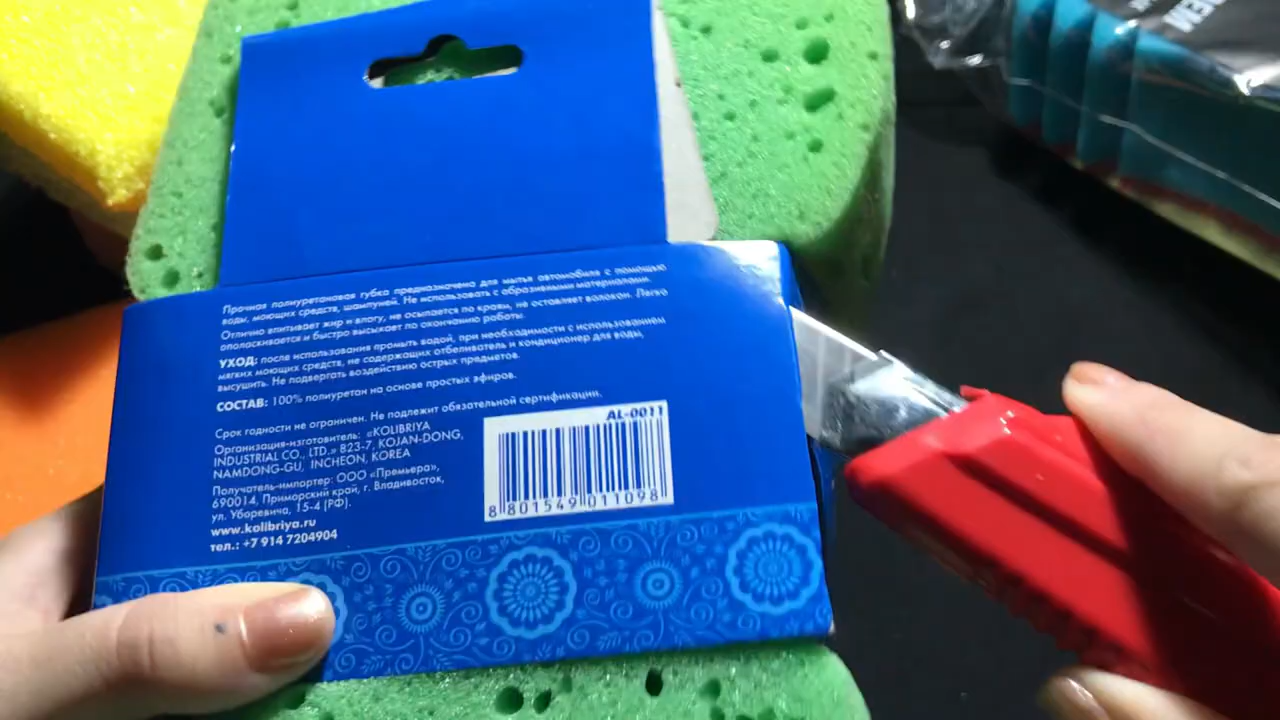 Прочная полиуретановая губка предназначена для мытья автомобиля с помощью
воды, моющих средств, шампуней. Не использовать с абразивными материалами.
Отлично впитывает жир и влагу, не осыпается по краям, не оставляет волокон. Легко
ополаскивается и быстро высыхает по окончанию работы.
УХОД: после использования промыть водой, при необходимости с использованием
мягких моющих средств, не содержащих отбеливатель и кондиционер для воды,
высушить. Не подвергать воздействию острых предметов.
СОСТАВ: 100% полиуретан на основе простых эфиров.
Срок годности не ограничен. Не подлежит обязательной сертификации.
Организация-изготовитель: «KOLIBRIYA
INDUSTRIAL CO., LTD.» 823-7, KOJAN-DONG,
NAMDONG-GU, INCHEON, KOREA
Получатель-импортер: ООО «Премьера»,
690014, Приморский край, г. Владивосток,
ул. Уборевича, 15-4 (РФ).
www.kolibriya.ru
тел.: +7 914 7204904
AL-0011
8 801549 011098